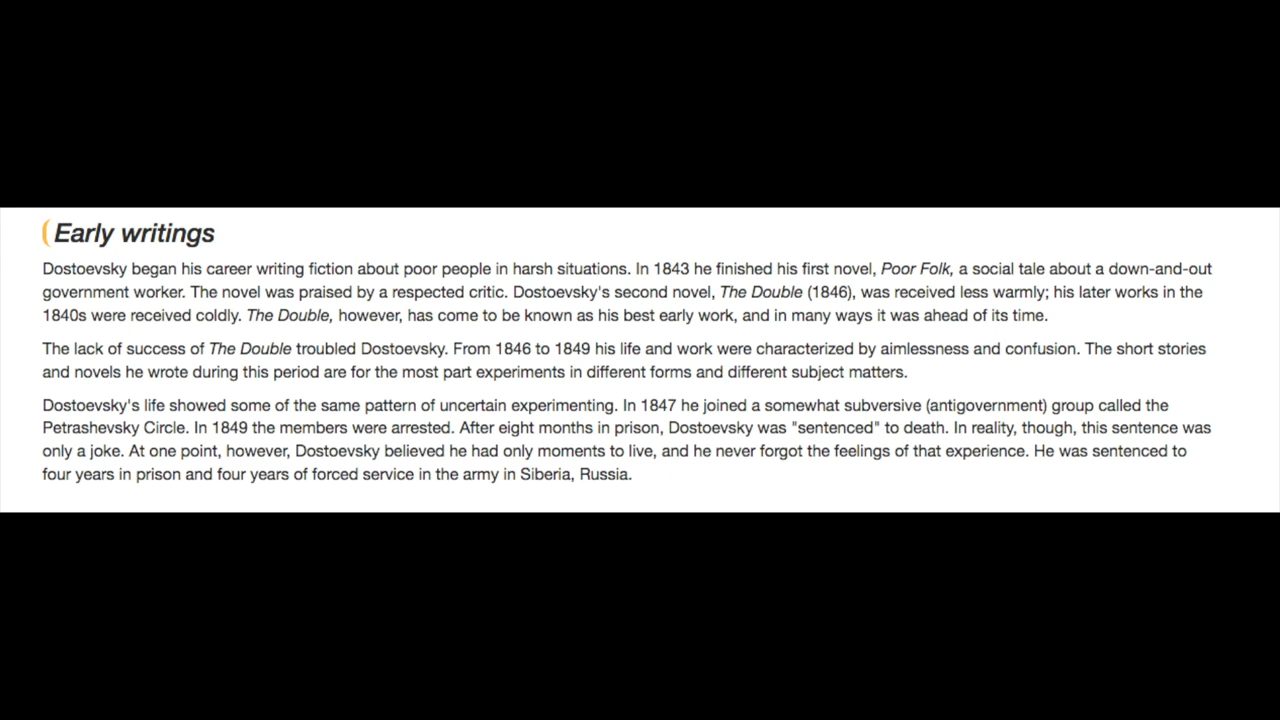 Early writings
Dostoevsky began his career writing fiction about poor people in harsh situations. In 1843 he finished his first novel, Poor Folk, a social tale about a down-and-out
government worker. The novel was praised by a respected critic. Dostoevsky's second novel, The Double (1846), was received less warmly; his later works in the
1840s were received coldly. The Double, however, has come to be known as his best early work, and in many ways it was ahead of its time.
The lack of success of The Double troubled Dostoevsky. From 1846 to 1849 his life and work were characterized by aimlessness and confusion. The short stories
and novels he wrote during this period are for the most part experiments in different forms and different subject matters.
Dostoevsky's life showed some of the same pattern of uncertain experimenting. In 1847 he joined a somewhat subversive (antigovernment) group called the
Petrashevsky Circle. In 1849 the members were arrested. After eight months in prison, Dostoevsky was "sentenced" to death. In reality, though, this sentence was
only a joke. At one point, however, Dostoevsky believed he had only moments to live, and he never forgot the feelings of that experience. He was sentenced to
four years in prison and four years of forced service in the army in Siberia, Russia.